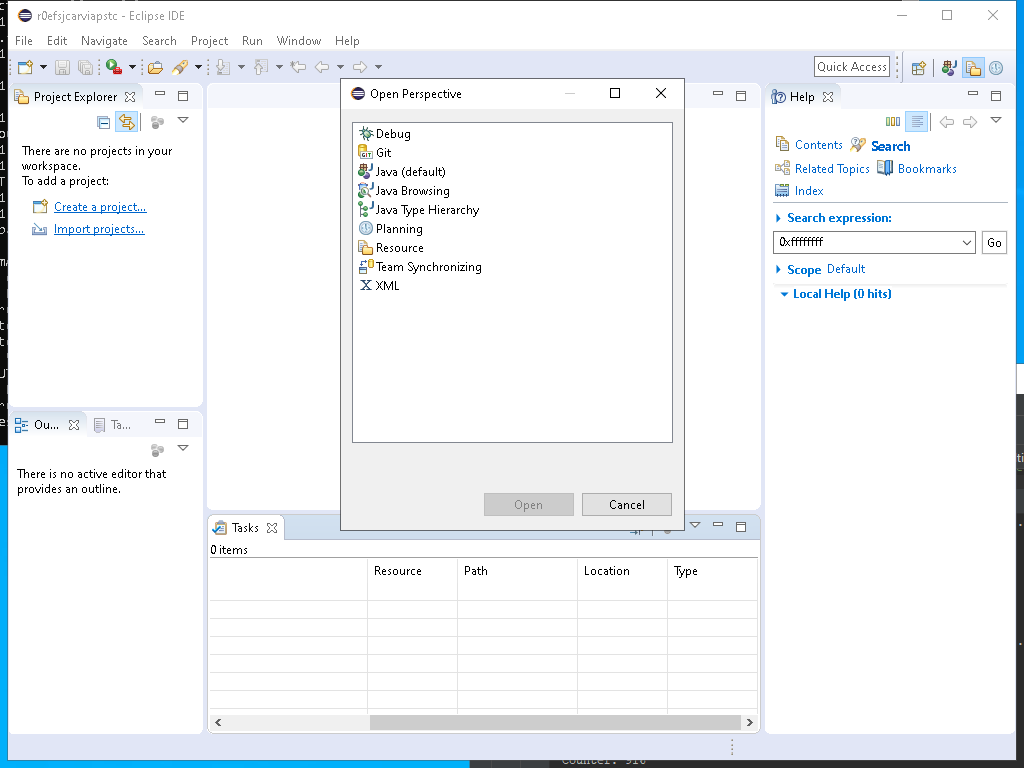 r0efsjcarviapstc - Eclipse IDE
File Edit Navigate Search Project Run Window Help
Quick Access
Project Explorer
There are no projects in your
workspace.
To add a project:
Create a project...
Import projects...
Ou... Ta...
There is no active editor that
provides an outline.
Open Perspective
Debug
Git
Java (default)
Java Browsing
Java Type Hierarchy
Planning
Resource
Team Synchronizing
XML
Open Cancel
Tasks
0 items
Resource Path Location Type
Help
Contents Search
Related Topics Bookmarks
Index
Search expression:
0xffffffff Go
Scope Default
Local Help (0 hits)